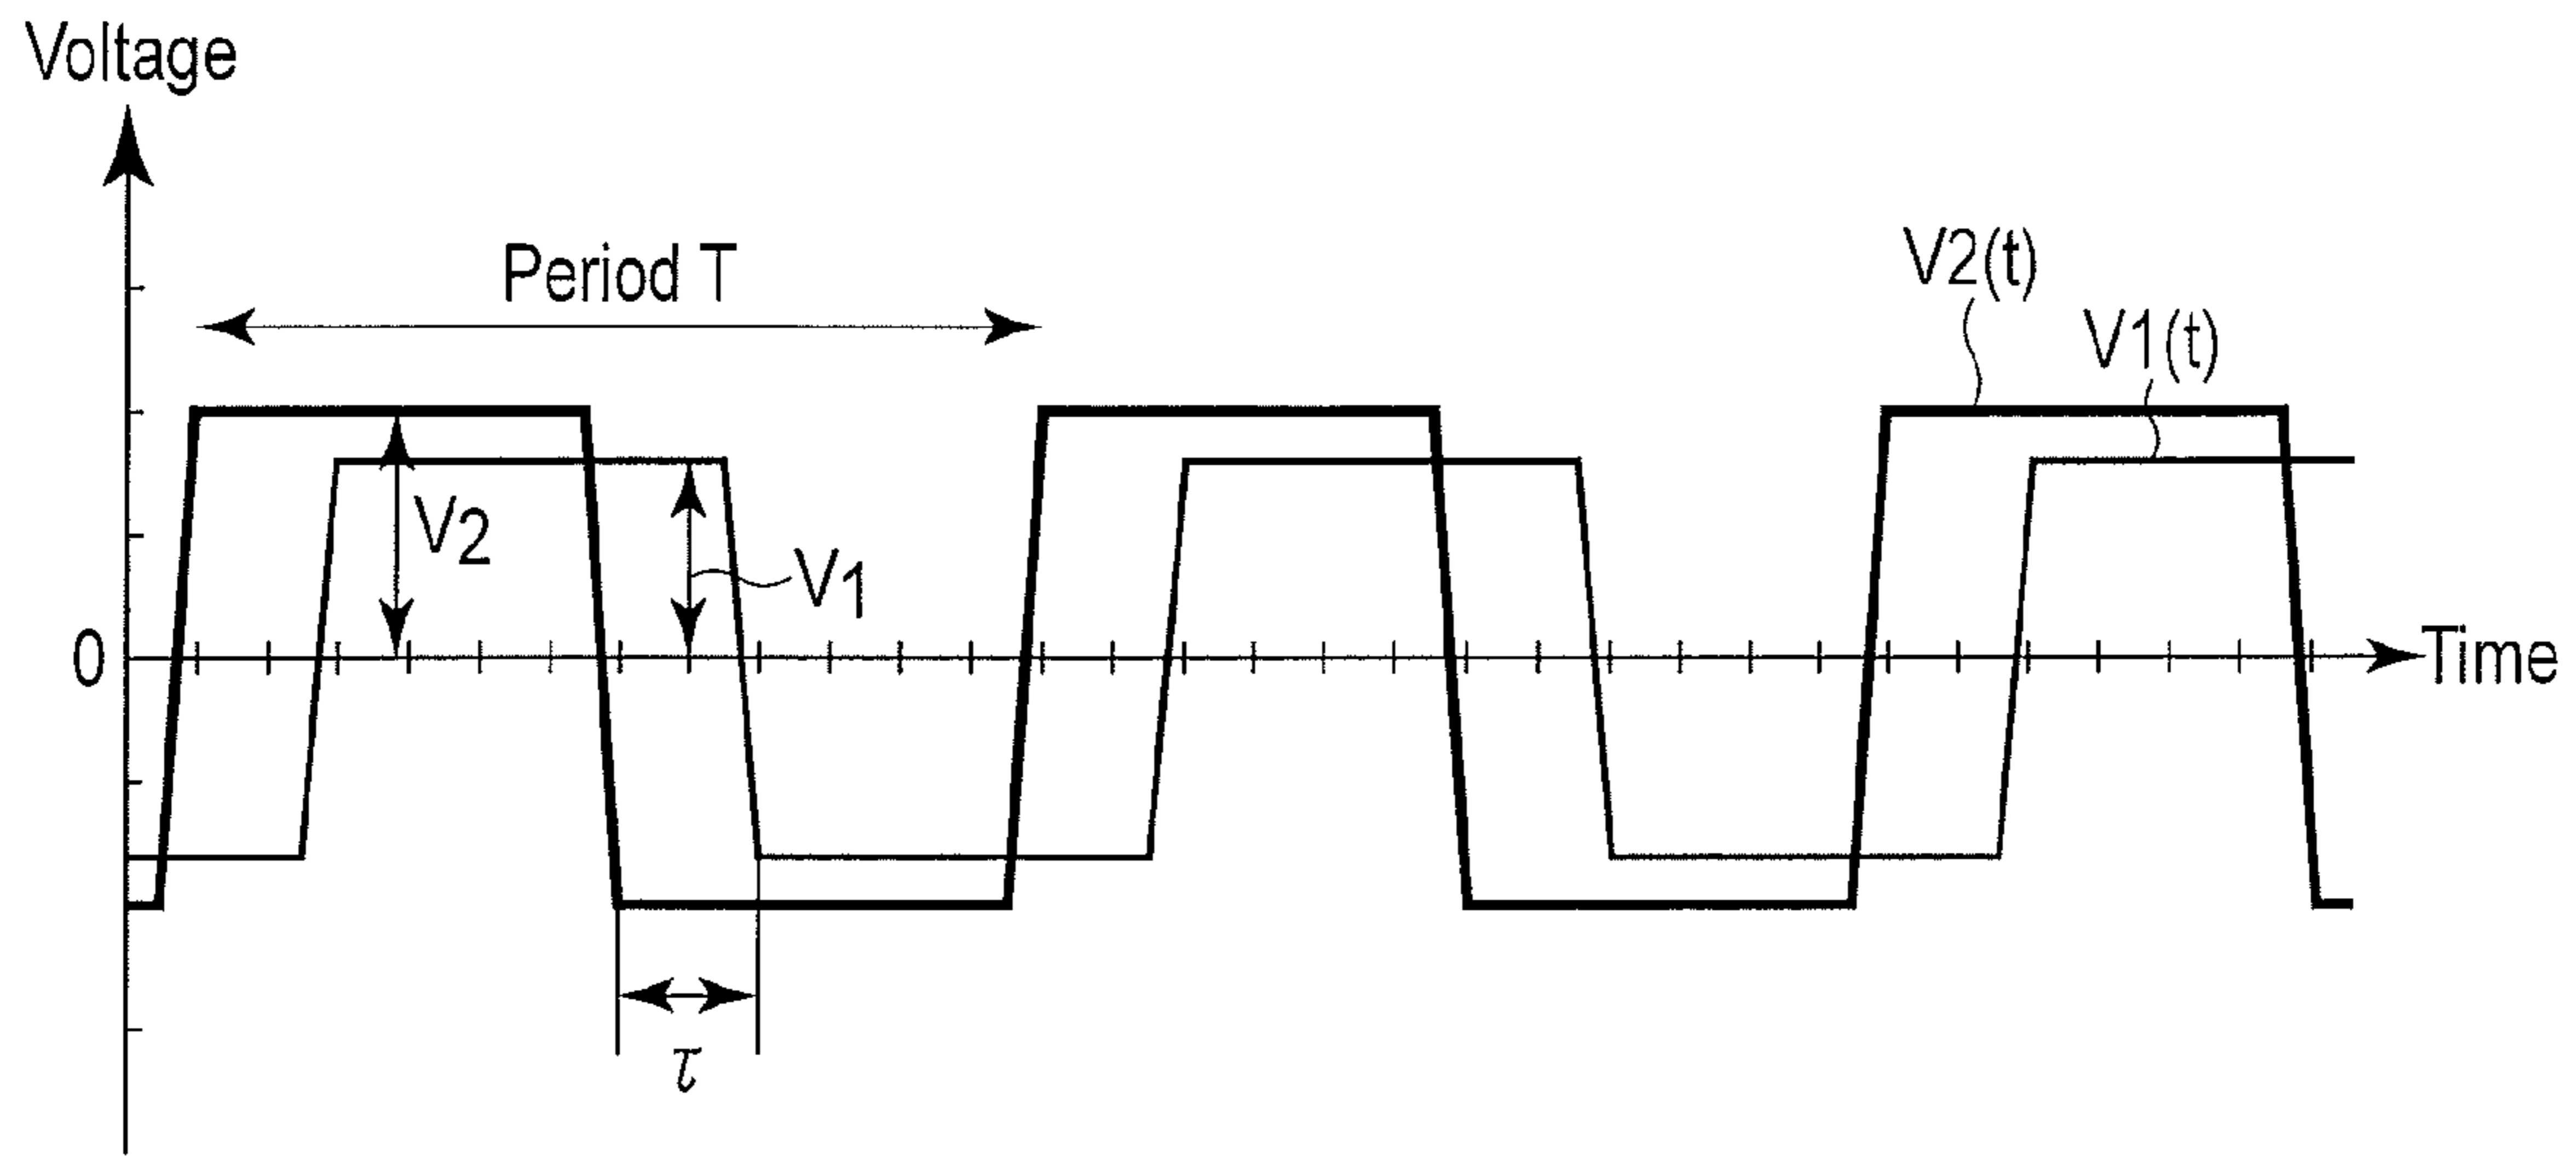 Voltage
Period T
V2(t)
V1(t)
V2
V1
0
Time
τ